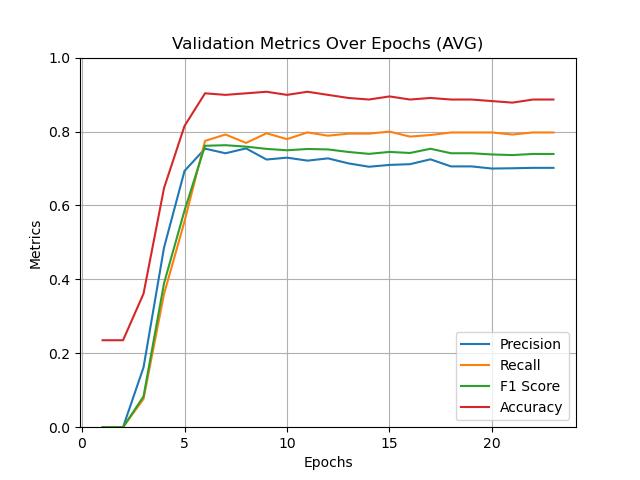 Validation Metrics Over Epochs (AVG)
1.0
0.8
0.6
0.4
0.2
0.0
Metrics
0 5 10 15 20
Epochs
Precision
Recall
F1 Score
Accuracy